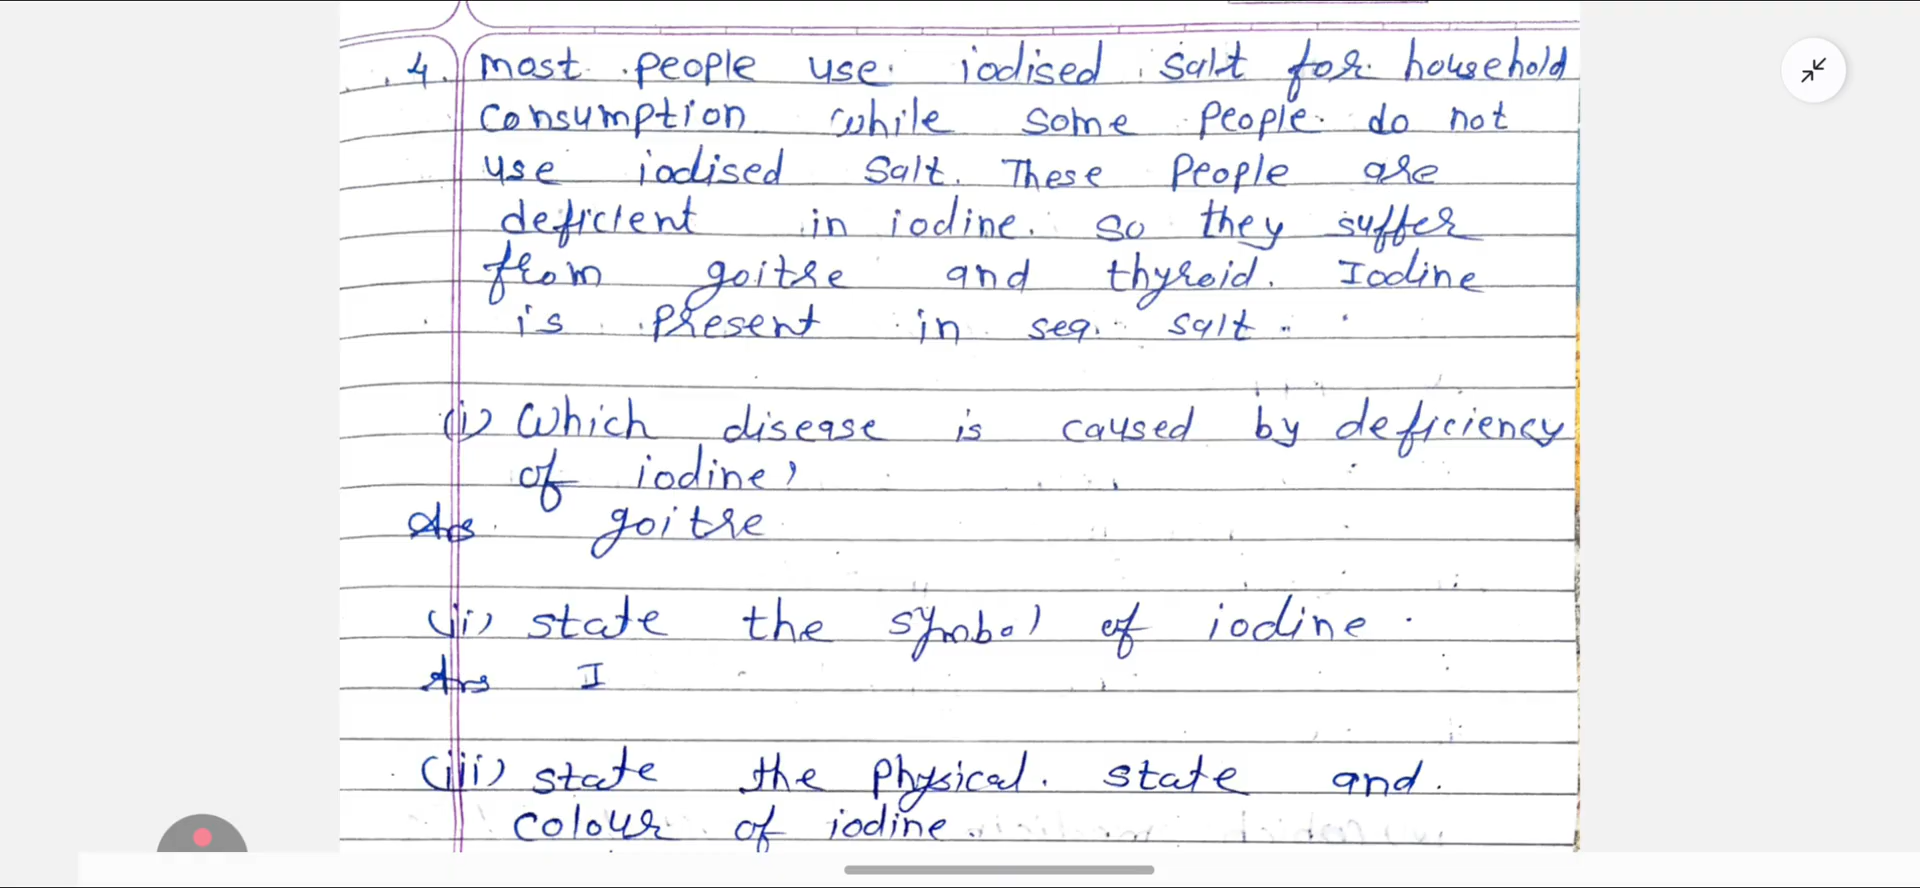 4. most people use iodised salt for household
consumption while some people do not
use iodised salt. These people are
deficient in iodine. so they suffer
from goitre and thyroid. Iodine
is present in sea salt.
(i) Which disease is caused by deficiency
of iodine?
Ans goitre
(ii) state the symbol of iodine.
Ans I
(iii) state the physical state and
colour of iodine